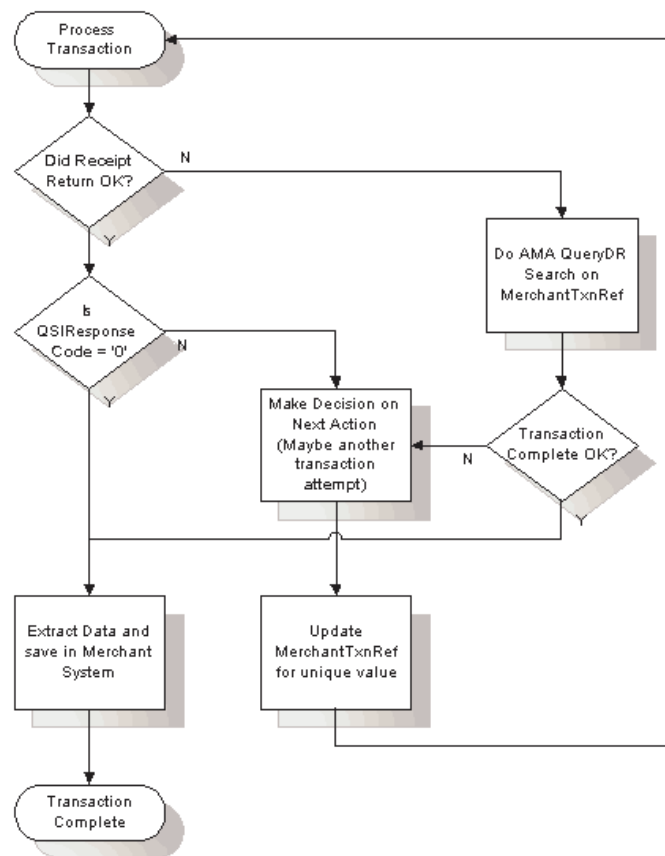 Process
Transaction
Did Receipt
Return OK?
N
Y
Do AMA QueryDR
Search on
MerchantTxnRef
Is
QSIResponse
Code = '0'
N
Y
Make Decision on
Next Action
(Maybe another
transaction
attempt)
N
Transaction
Complete OK?
Y
Extract Data and
save in Merchant
System
Update
MerchantTxnRef
for unique value
Transaction
Complete